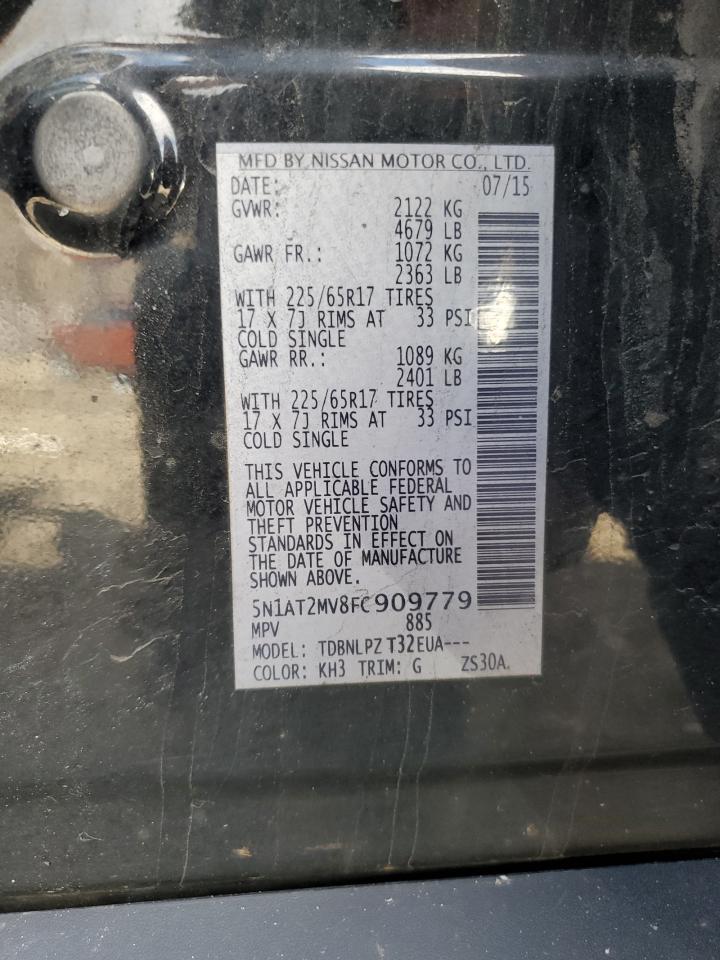 MFD BY NISSAN MOTOR CO., LTD.
DATE: 07/15
GVWR: 2122 KG
4679 LB
GAWR FR.: 1072 KG
2363 LB
WITH 225/65R17 TIRES
17 X 7J RIMS AT 33 PSI
COLD SINGLE
GAWR RR.: 1089 KG
2401 LB
WITH 225/65R17 TIRES
17 X 7J RIMS AT 33 PSI
COLD SINGLE
THIS VEHICLE CONFORMS TO
ALL APPLICABLE FEDERAL
MOTOR VEHICLE SAFETY AND
THEFT PREVENTION
STANDARDS IN EFFECT ON
THE DATE OF MANUFACTURE
SHOWN ABOVE.
5N1AT2MV8FC909779
MPV 885
MODEL: TDBNLPZ T32EUA---
COLOR: KH3 TRIM: G ZS30A.